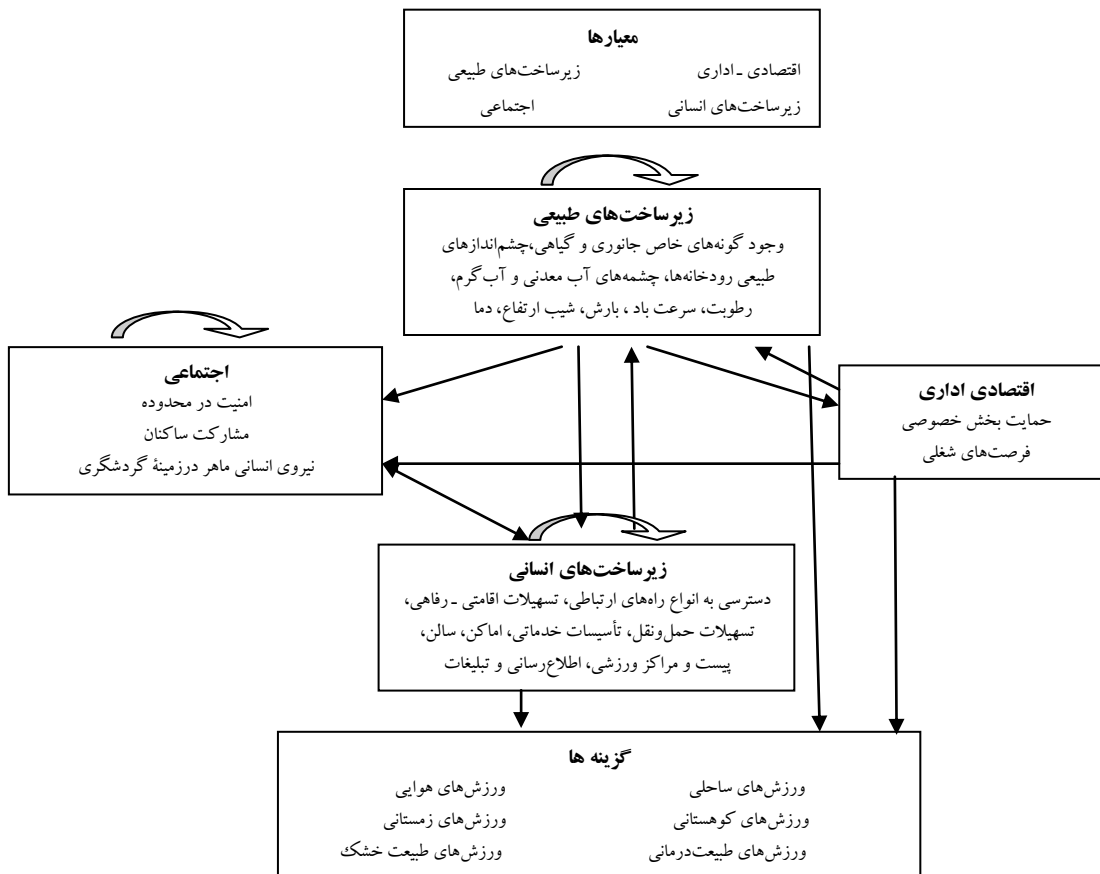 معیارها
اقتصادی ـ اداری زیرساخت‌های طبیعی
زیرساخت‌های انسانی اجتماعی
زیرساخت‌های طبیعی
وجود گونه‌های خاص جانوری و گیاهی،چشم‌اندازهای
طبیعی رودخانه‌ها، چشمه‌های آب معدنی و آب‌گرم،
رطوبت، سرعت باد ، بارش، شیب ارتفاع، دما
اقتصادی اداری
حمایت بخش خصوصی
فرصت‌های شغلی
اجتماعی
امنیت در محدوده
مشارکت ساکنان
نیروی انسانی ماهر درزمینۀ گردشگری
زیرساخت‌های انسانی
دسترسی به انواع راه‌های ارتباطی، تسهیلات اقامتی ـ رفاهی،
تسهیلات حمل‌ونقل، تأسیسات خدماتی، اماکن، سالن،
پیست و مراکز ورزشی، اطلاع‌رسانی و تبلیغات
گزینه ها
ورزش‌های ساحلی ورزش‌های هوایی
ورزش‌های کوهستانی ورزش‌های زمستانی
ورزش‌های طبیعت‌درمانی ورزش‌های طبیعت خشک